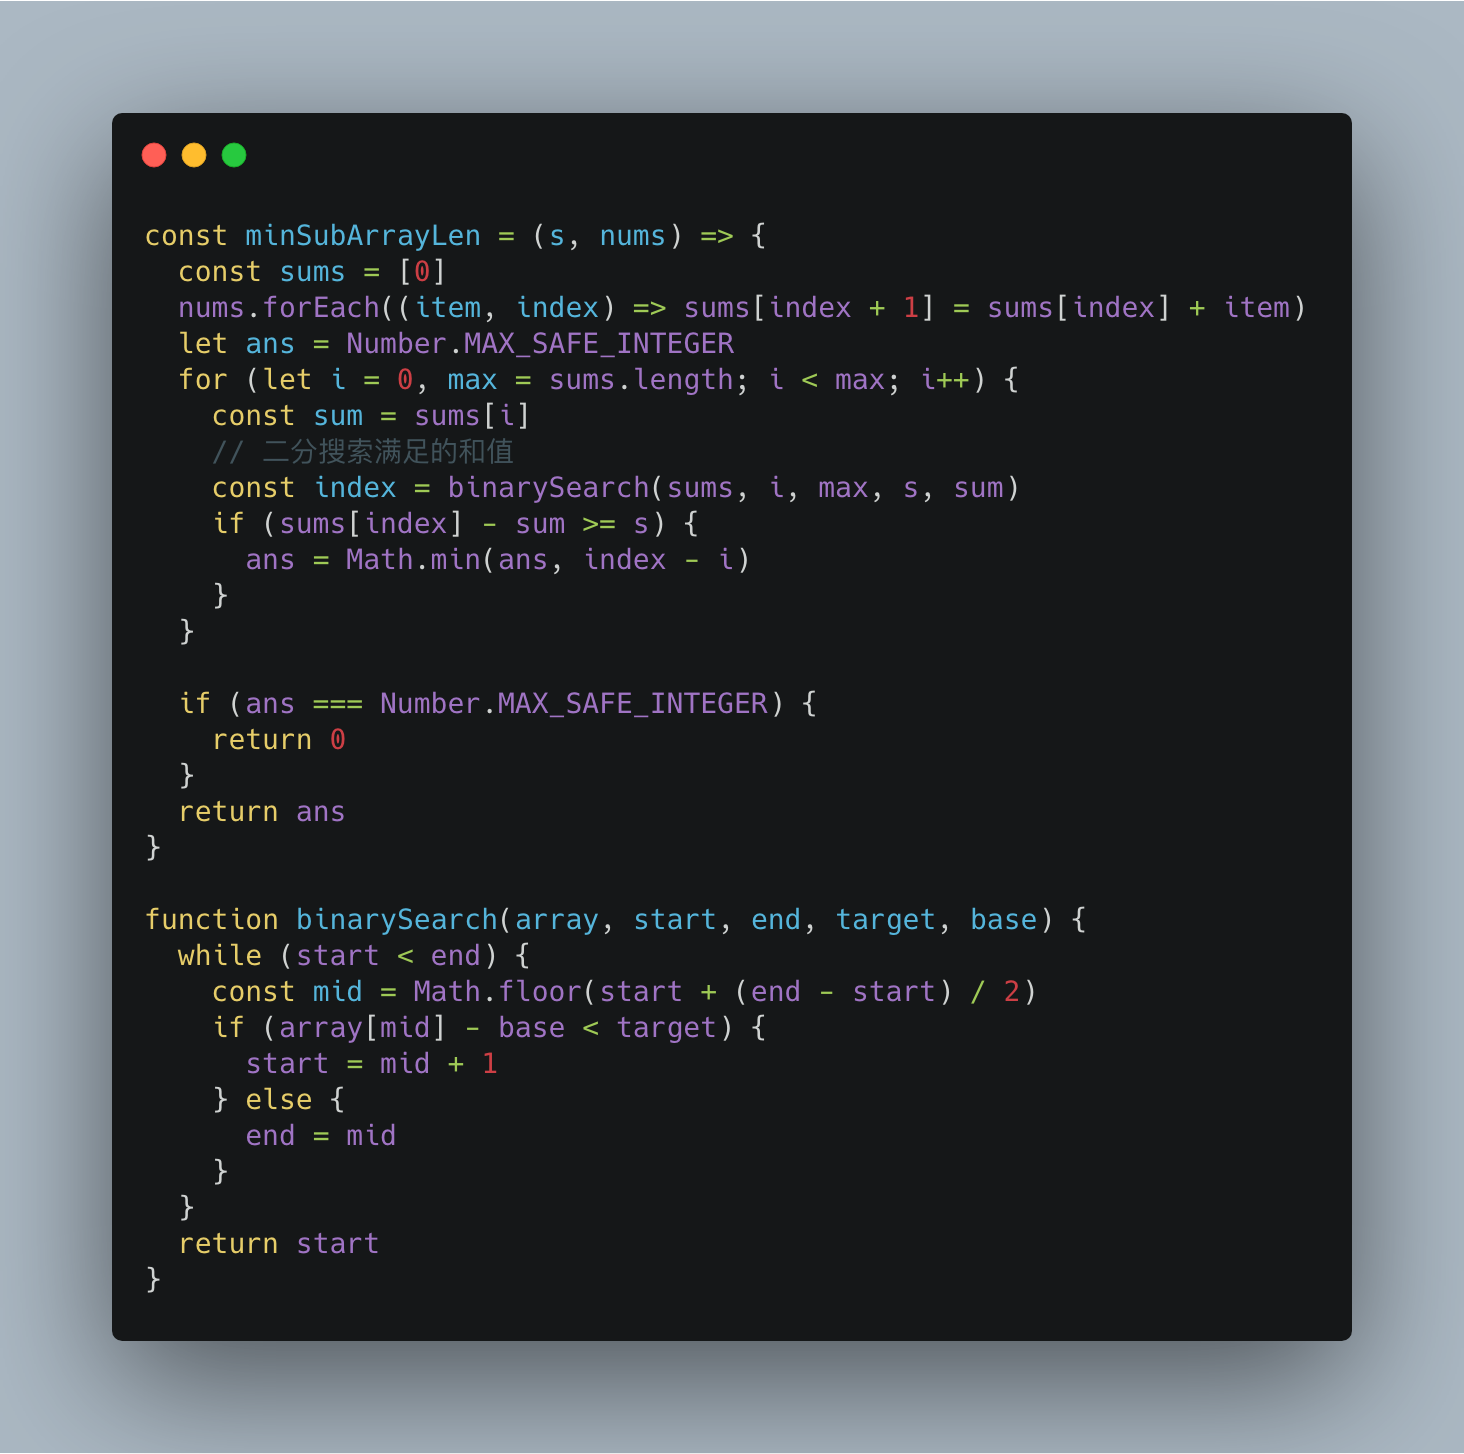 const minSubArrayLen = (s, nums) => {
  const sums = [0]
  nums.forEach((item, index) => sums[index + 1] = sums[index] + item)
  let ans = Number.MAX_SAFE_INTEGER
  for (let i = 0, max = sums.length; i < max; i++) {
    const sum = sums[i]
    // 二分搜索满足的和值
    const index = binarySearch(sums, i, max, s, sum)
    if (sums[index] - sum >= s) {
      ans = Math.min(ans, index - i)
    }
  }

  if (ans === Number.MAX_SAFE_INTEGER) {
    return 0
  }
  return ans
}

function binarySearch(array, start, end, target, base) {
  while (start < end) {
    const mid = Math.floor(start + (end - start) / 2)
    if (array[mid] - base < target) {
      start = mid + 1
    } else {
      end = mid
    }
  }
  return start
}